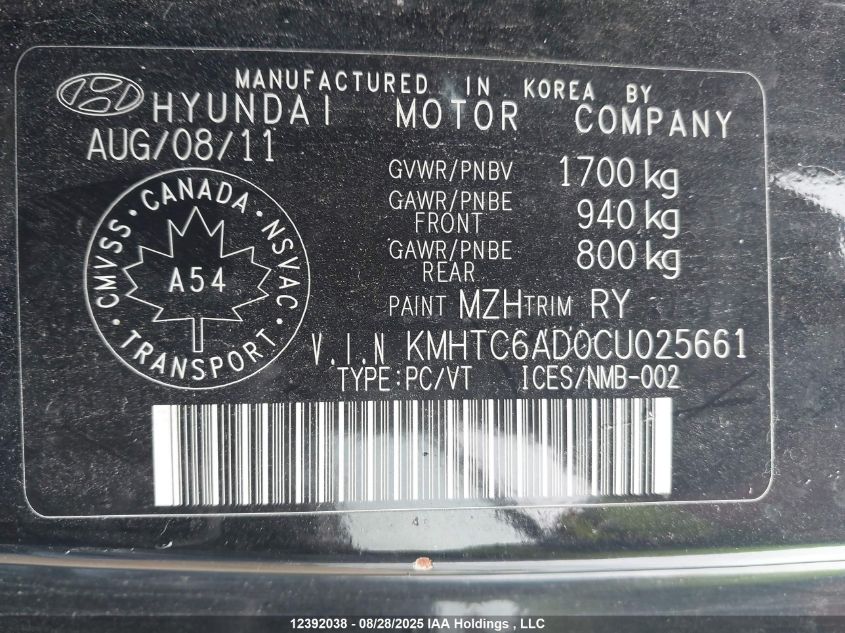 MANUFACTURED IN KOREA BY
HYUNDAI MOTOR COMPANY
AUG/08/11
GVWR/PNBV 1700 kg
GAWR/PNBE FRONT 940 kg
GAWR/PNBE REAR 800 kg
CMVSS · CANADA · NSVAC · TRANSPORT ·
A54
PAINT MZH TRIM RY
V.I.N KMHTC6AD0CU025661
TYPE:PC/VT ICES/NMB-002
12392038 - 08/28/2025 IAA Holdings , LLC